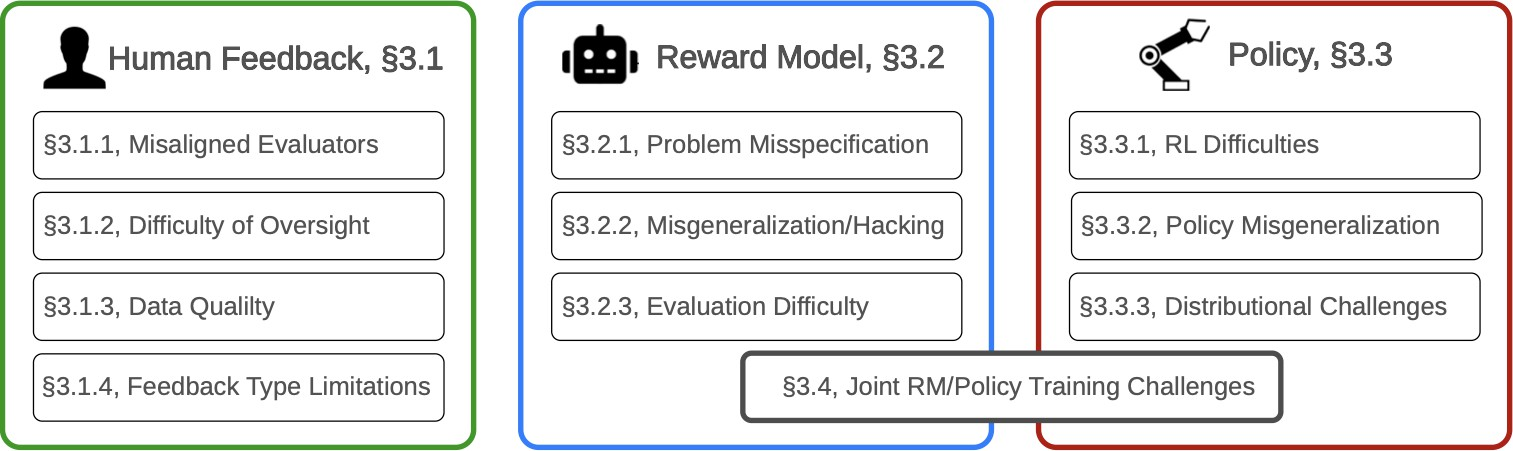 Human Feedback, §3.1
§3.1.1, Misaligned Evaluators
§3.1.2, Difficulty of Oversight
§3.1.3, Data Qualilty
§3.1.4, Feedback Type Limitations
Reward Model, §3.2
§3.2.1, Problem Misspecification
§3.2.2, Misgeneralization/Hacking
§3.2.3, Evaluation Difficulty
Policy, §3.3
§3.3.1, RL Difficulties
§3.3.2, Policy Misgeneralization
§3.3.3, Distributional Challenges
§3.4, Joint RM/Policy Training Challenges